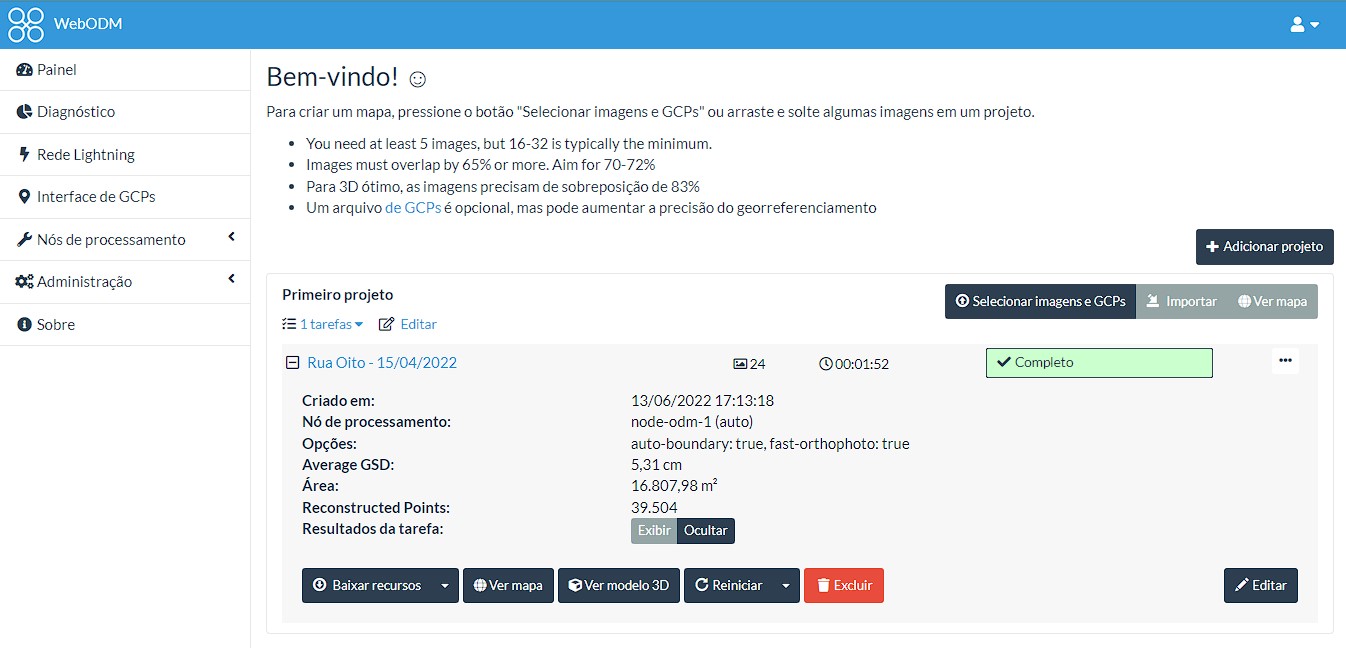 WebODM
Painel
Diagnóstico
Rede Lightning
Interface de GCPs
Nós de processamento
Administração
Sobre
Bem-vindo!
Para criar um mapa, pressione o botão "Selecionar imagens e GCPs" ou arraste e solte algumas imagens em um projeto.
• You need at least 5 images, but 16-32 is typically the minimum.
• Images must overlap by 65% or more. Aim for 70-72%
• Para 3D ótimo, as imagens precisam de sobreposição de 83%
• Um arquivo de GCPs é opcional, mas pode aumentar a precisão do georreferenciamento
Adicionar projeto
Primeiro projeto
Selecionar imagens e GCPs Importar Ver mapa
1 tarefas Editar
Rua Oito - 15/04/2022 24 00:01:52 Completo
Criado em: 13/06/2022 17:13:18
Nó de processamento: node-odm-1 (auto)
Opções: auto-boundary: true, fast-orthophoto: true
Average GSD: 5,31 cm
Área: 16.807,98 m²
Reconstructed Points: 39.504
Resultados da tarefa: Exibir Ocultar
Baixar recursos Ver mapa Ver modelo 3D Reiniciar Excluir Editar